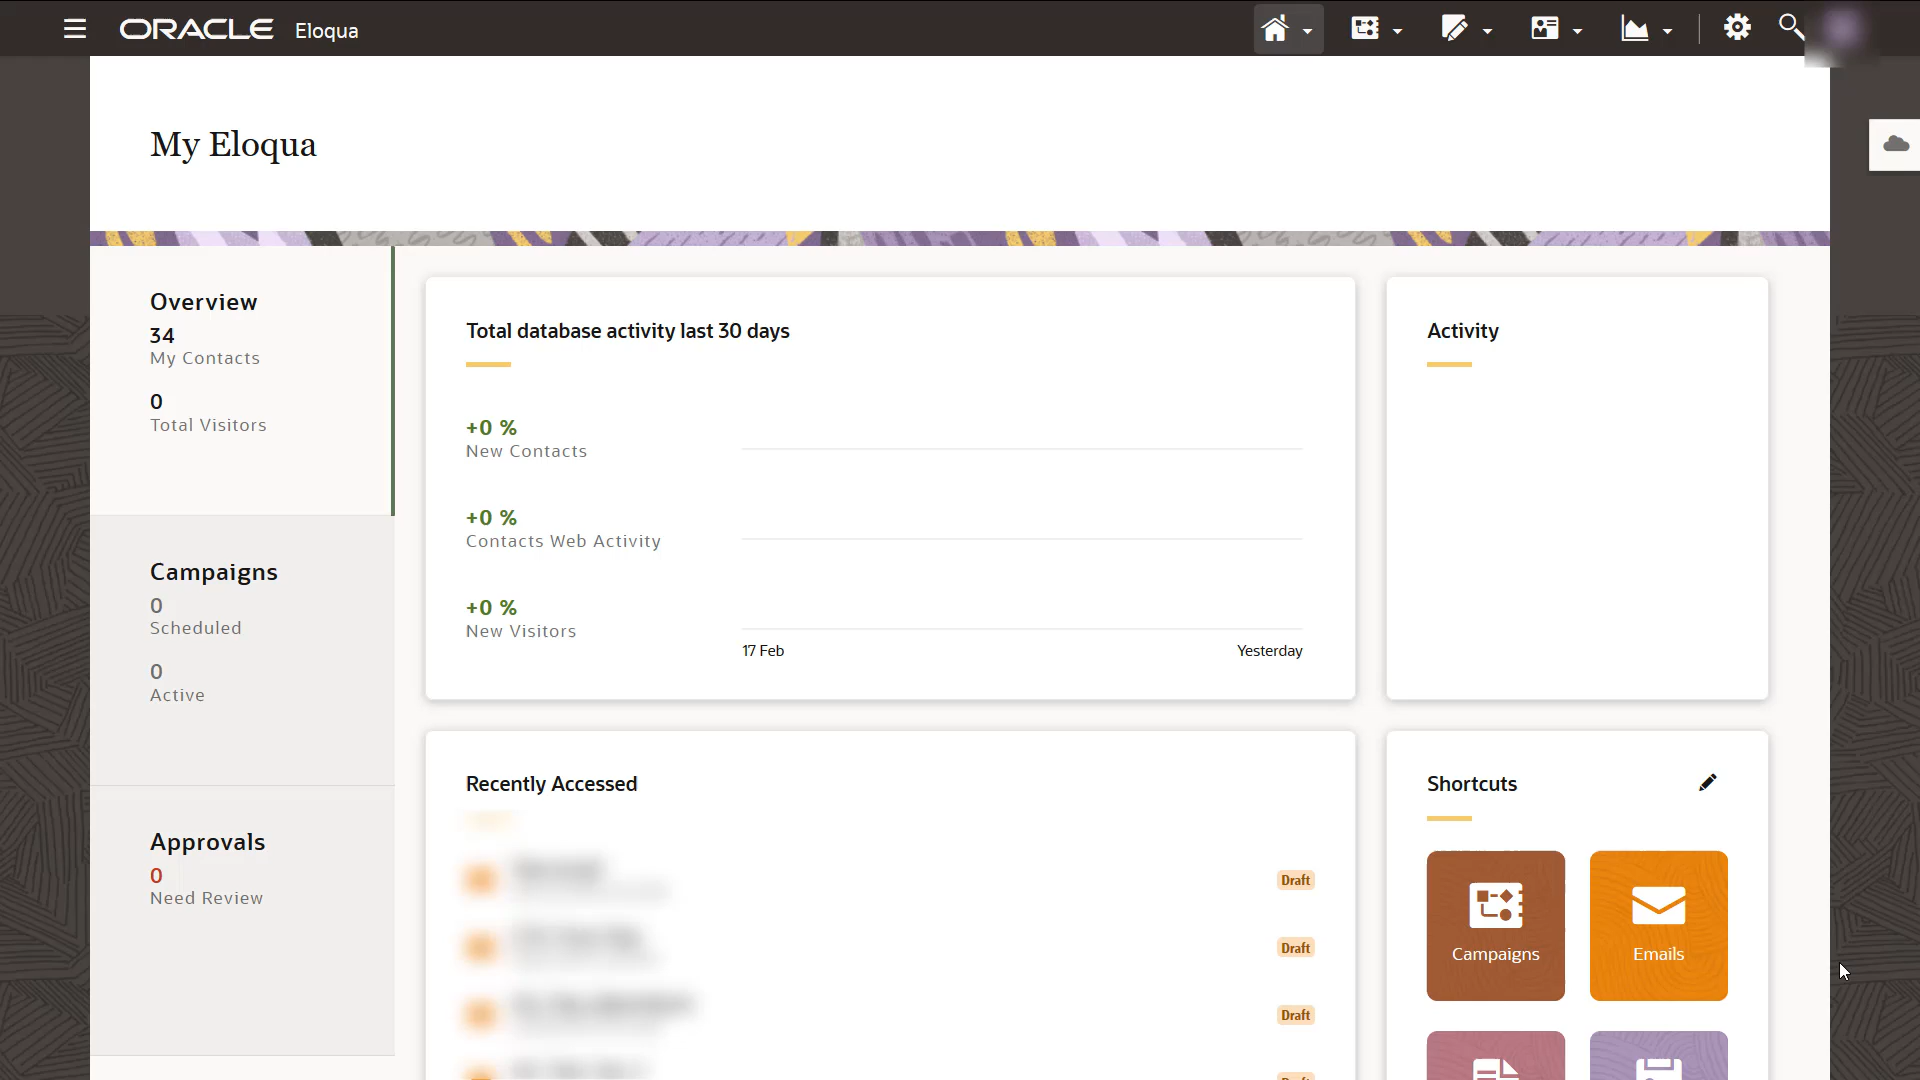 ORACLE Eloqua
My Eloqua
Overview
34
My Contacts
0
Total Visitors
Campaigns
0
Scheduled
0
Active
Approvals
0
Need Review
Total database activity last 30 days
+0 %
New Contacts
+0 %
Contacts Web Activity
+0 %
New Visitors
17 Feb
Yesterday
Activity
Recently Accessed
Draft
Draft
Draft
Shortcuts
Campaigns
Emails